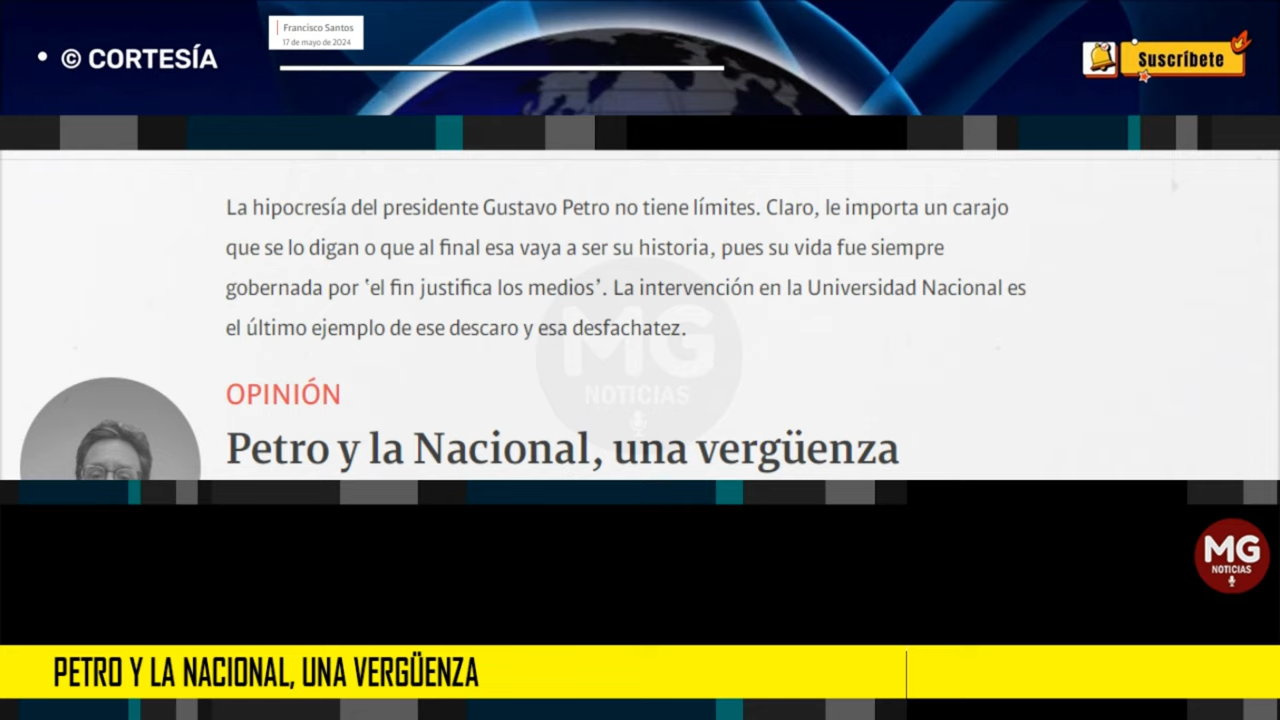 Francisco Santos
17 de mayo de 2024
• © CORTESÍA
Suscríbete
La hipocresía del presidente Gustavo Petro no tiene límites. Claro, le importa un carajo
que se lo digan o que al final esa vaya a ser su historia, pues su vida fue siempre
gobernada por ‘el fin justifica los medios’. La intervención en la Universidad Nacional es
el último ejemplo de ese descaro y esa desfachatez.
MG
NOTICIAS
OPINIÓN
Petro y la Nacional, una vergüenza
MG
NOTICIAS
PETRO Y LA NACIONAL, UNA VERGÜENZA